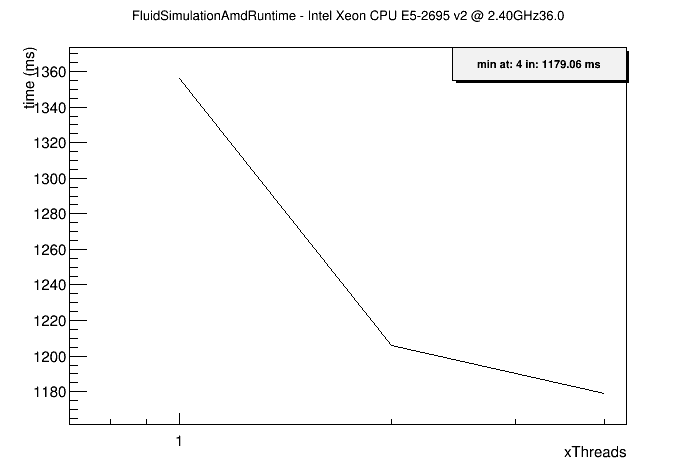 FluidSimulationAmdRuntime - Intel Xeon CPU E5-2695 v2 @ 2.40GHz36.0
min at: 4 in: 1179.06 ms
time (ms)
1360
1340
1320
1300
1280
1260
1240
1220
1200
1180
1
xThreads